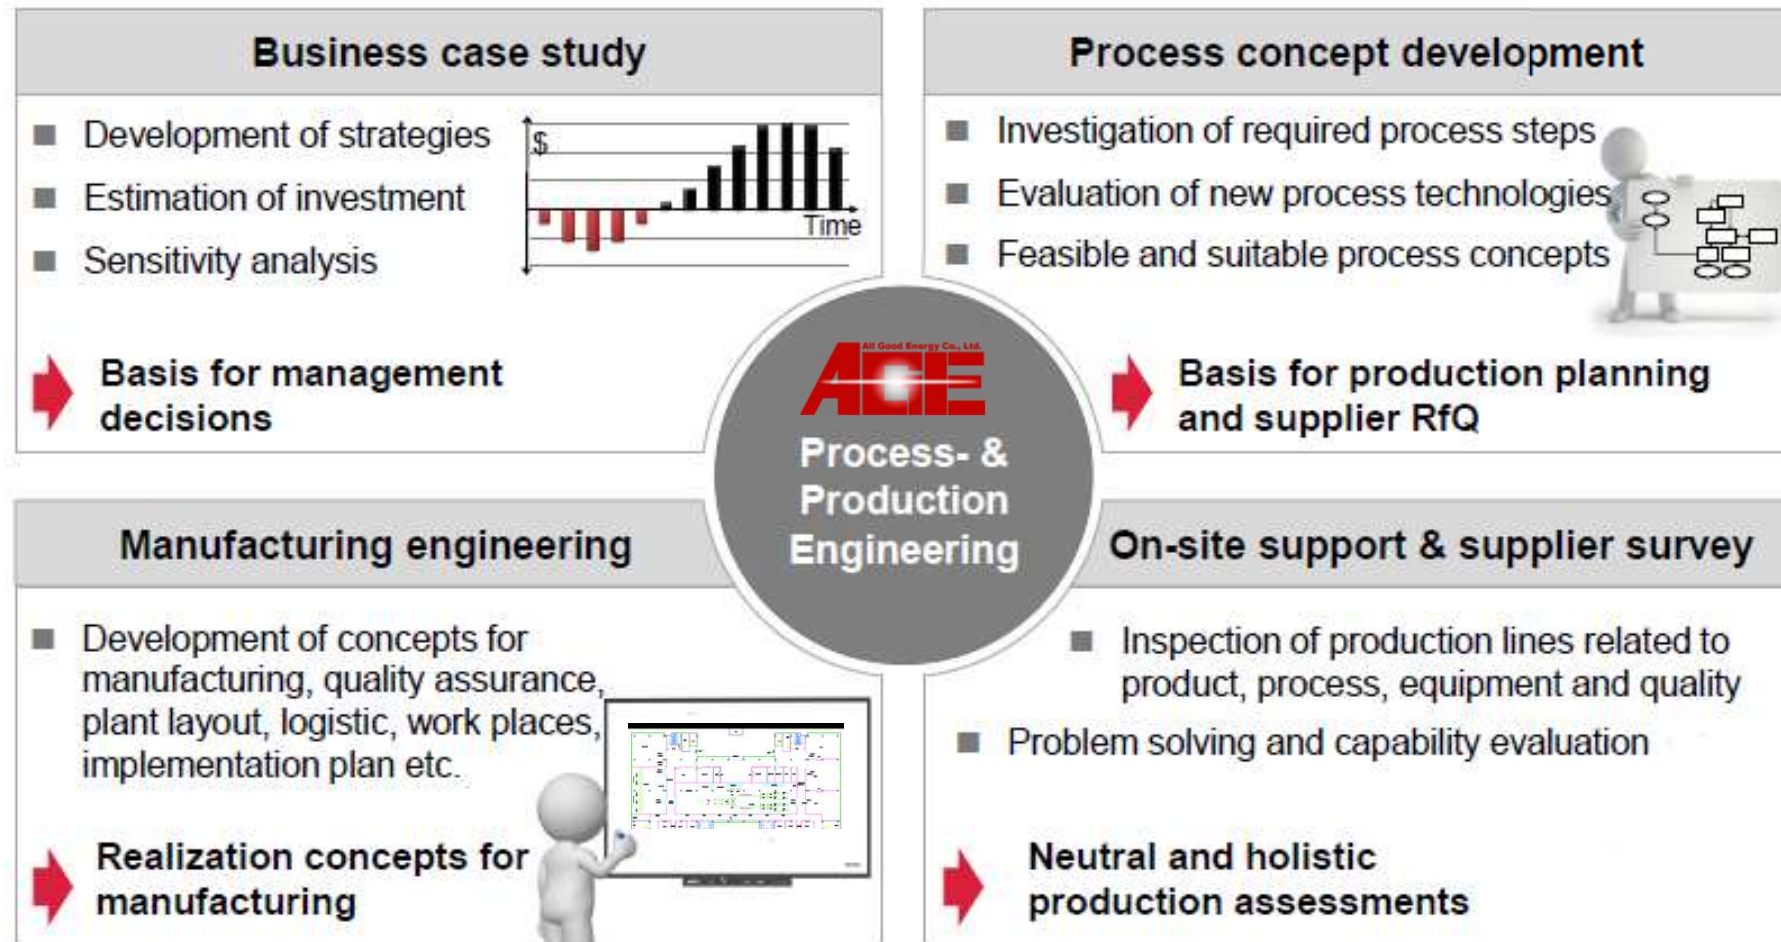 Business case study
Development of strategies
Estimation of investment
Sensitivity analysis
$
Time
Basis for management
decisions
Process concept development
Investigation of required process steps
Evaluation of new process technologies
Feasible and suitable process concepts
Basis for production planning
and supplier RfQ
All Good Energy Co., Ltd.
AGE
Process- &
Production
Engineering
Manufacturing engineering
Development of concepts for
manufacturing, quality assurance,
plant layout, logistic, work places,
implementation plan etc.
Realization concepts for
manufacturing
On-site support & supplier survey
Inspection of production lines related to
product, process, equipment and quality
Problem solving and capability evaluation
Neutral and holistic
production assessments